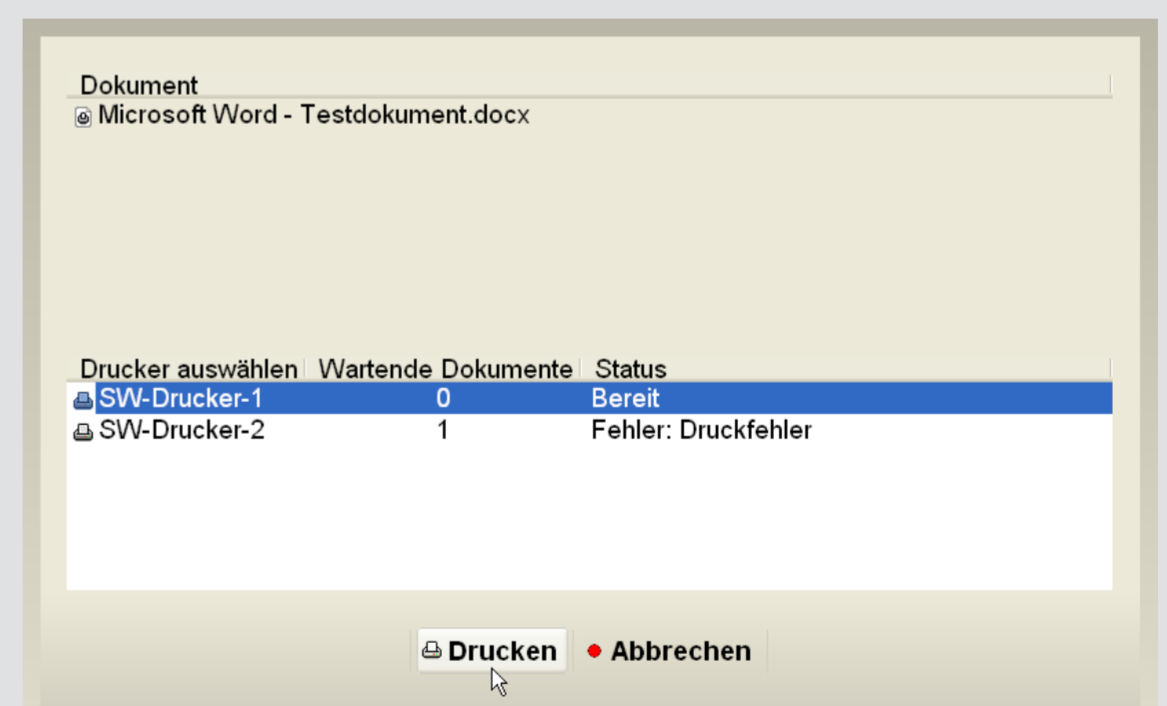 Dokument
Microsoft Word - Testdokument.docx
Drucker auswählen Wartende Dokumente Status
SW-Drucker-1 0 Bereit
SW-Drucker-2 1 Fehler: Druckfehler
Drucken Abbrechen